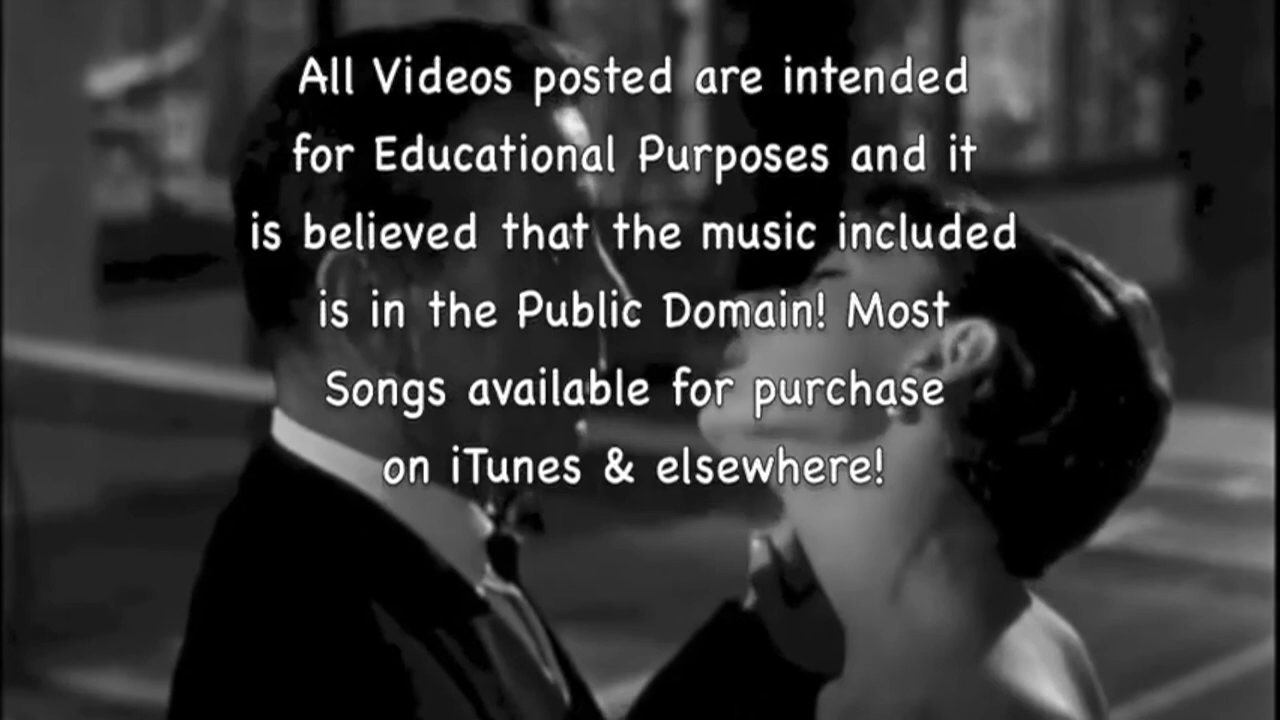 All Videos posted are intended
for Educational Purposes and it
is believed that the music included
is in the Public Domain! Most
Songs available for purchase
on iTunes & elsewhere!